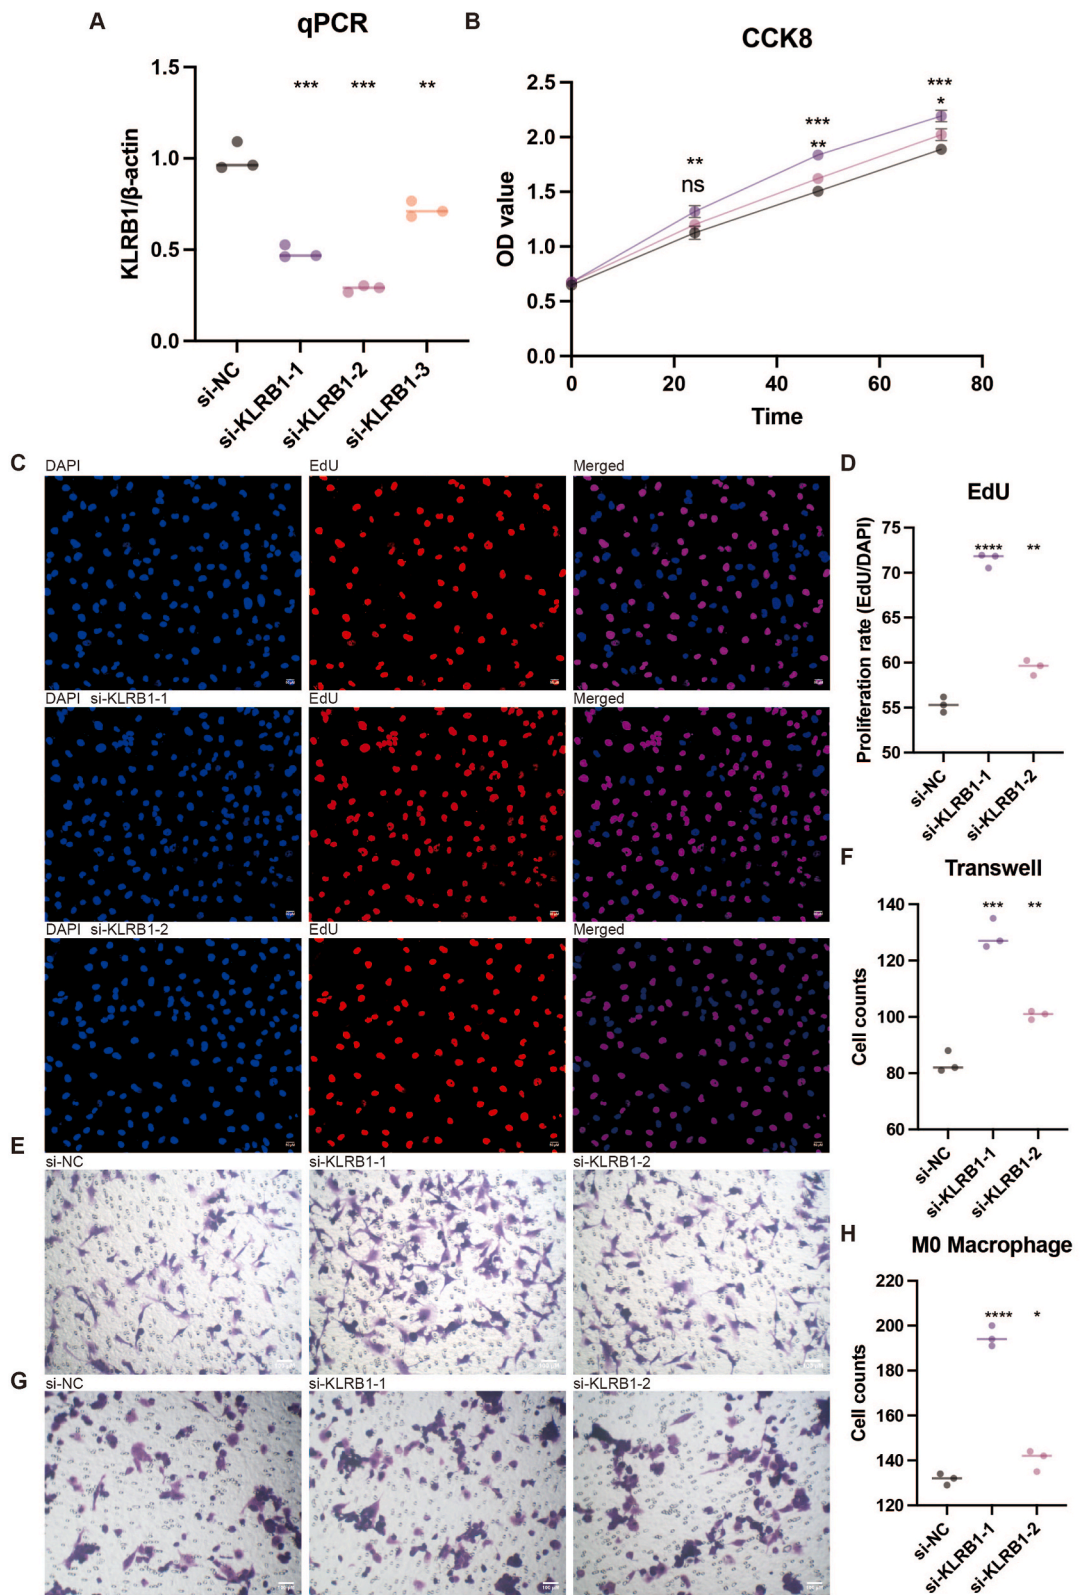 A
qPCR
KLRB1/β-actin
1.5
1.0
0.5
0.0
*** *** **
si-NC
si-KLRB1-1
si-KLRB1-2
si-KLRB1-3
B
CCK8
OD value
2.5
2.0
1.5
1.0
0.5
0.0
**
ns
***
**
***
*
0 20 40 60 80
Time
C
DAPI EdU Merged
DAPI si-KLRB1-1 EdU Merged
DAPI si-KLRB1-2 EdU Merged
D
EdU
Proliferation rate (EdU/DAPI)
75
70
65
60
55
50
**** **
si-NC
si-KLRB1-1
si-KLRB1-2
E
si-NC si-KLRB1-1 si-KLRB1-2
F
Transwell
Cell counts
140
120
100
80
60
*** **
si-NC
si-KLRB1-1
si-KLRB1-2
G
si-NC si-KLRB1-1 si-KLRB1-2
100 μm 100 μm 100 μm
H
M0 Macrophage
Cell counts
220
200
180
160
140
120
**** *
si-NC
si-KLRB1-1
si-KLRB1-2